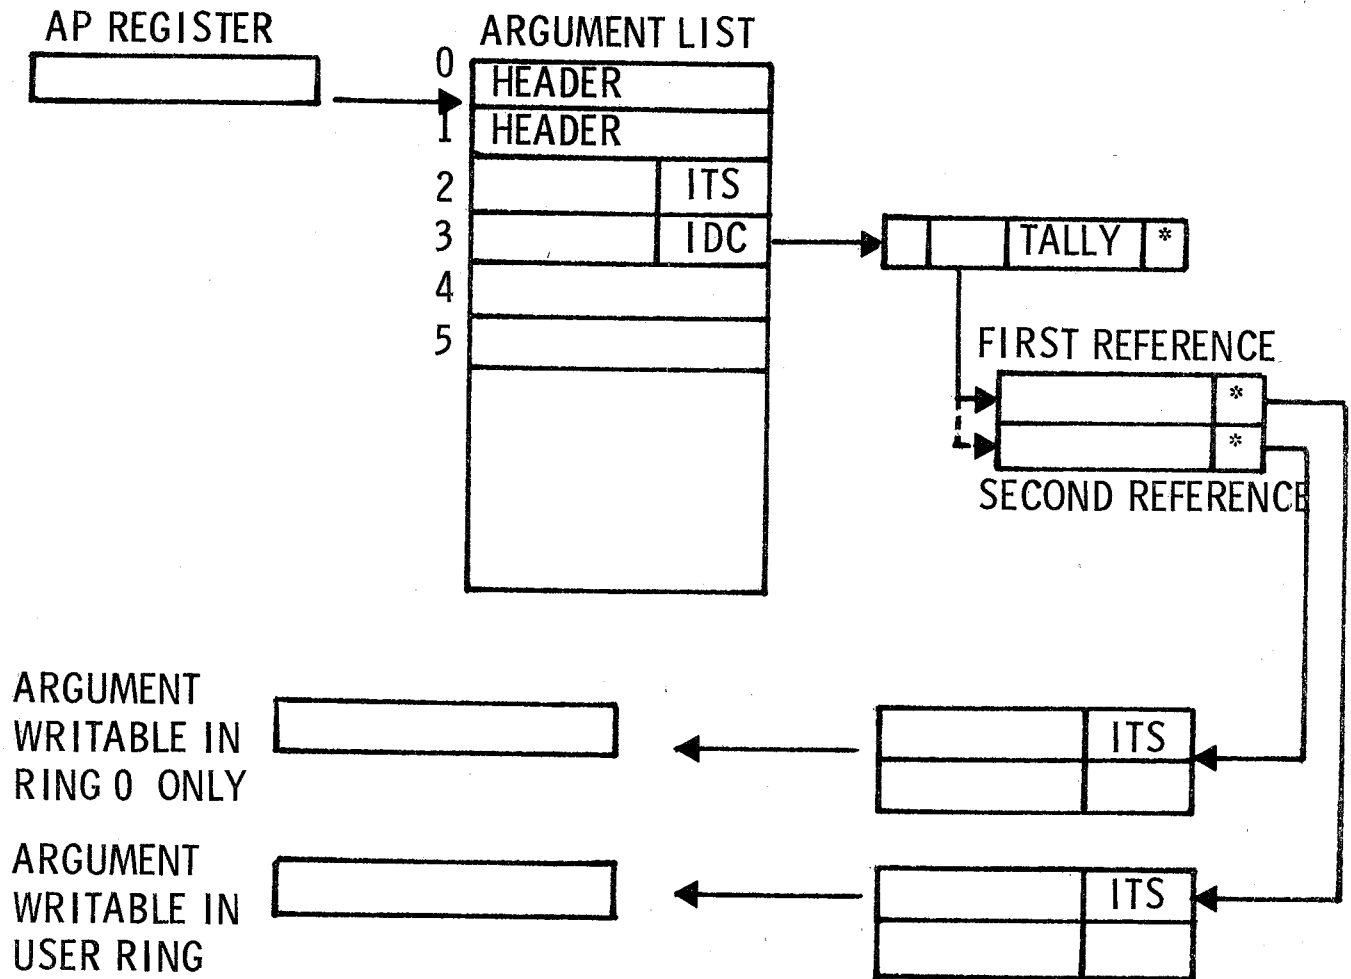 AP REGISTER
ARGUMENT LIST
0 HEADER
1 HEADER
2 ITS
3 IDC
TALLY *
4
5
FIRST REFERENCE
*
*
SECOND REFERENCE
ARGUMENT
WRITABLE IN
RING 0 ONLY
ITS
ARGUMENT
WRITABLE IN
USER RING
ITS